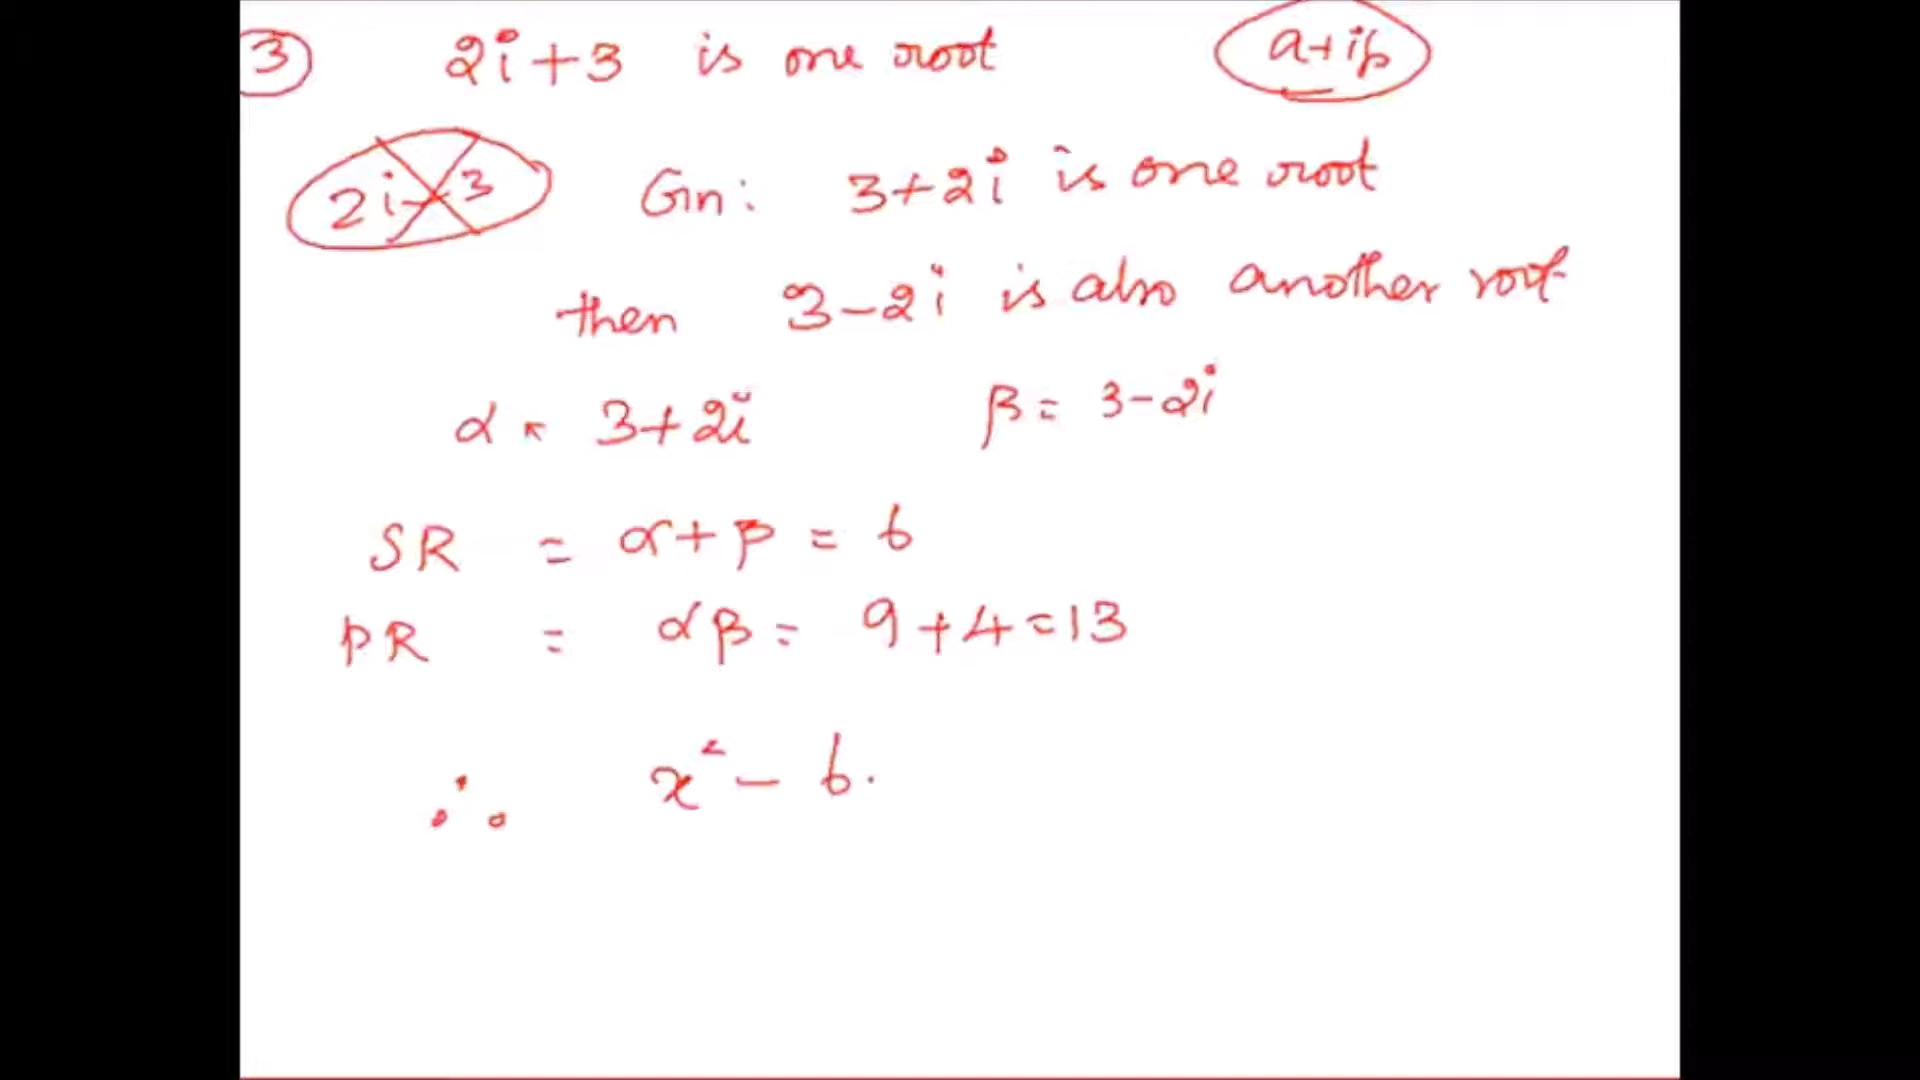 3 2i+3 is one root a+ib
2i-3 Gn: 3+2i is one root
then 3-2i is also another root
α = 3+2i β = 3-2i
SR = α+β = 6
PR = αβ = 9+4=13
∴ x² - 6.